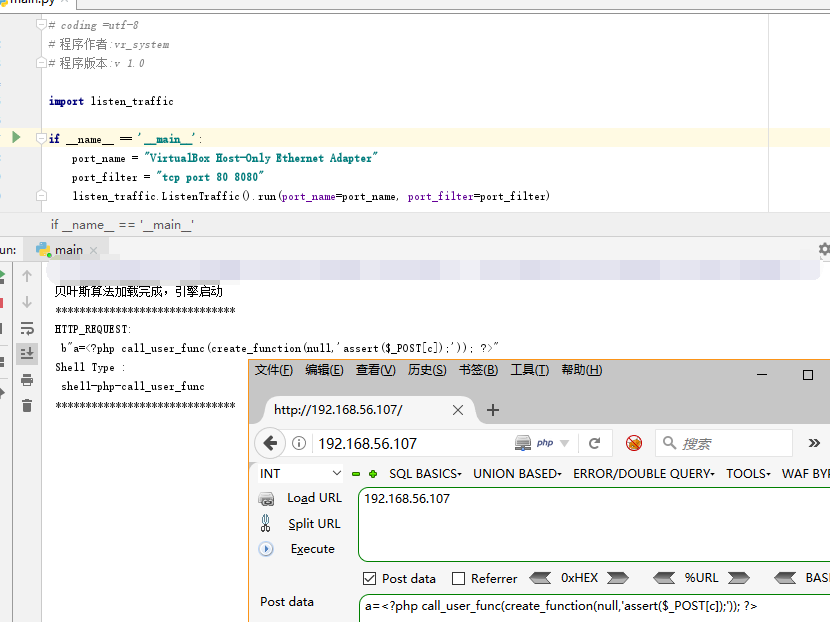 main.py
# coding =utf-8
# 程序作者:vr_system
# 程序版本:v 1.0
import listen_traffic
if __name__ == '__main__':
port_name = "VirtualBox Host-Only Ethernet Adapter"
port_filter = "tcp port 80 8080"
listen_traffic.ListenTraffic().run(port_name=port_name, port_filter=port_filter)
if __name__ == '__main__'
un:
main
贝叶斯算法加载完成，引擎启动
******************************
HTTP_REQUEST:
b"a=<?php call_user_func(create_function(null,'assert($_POST[c]);')); ?>"
Shell Type :
shell-php-call_user_func
******************************
文件(F) 编辑(E) 查看(V) 历史(S) 书签(B) 工具(T) 帮助(H)
http://192.168.56.107/
192.168.56.107 php 搜索
INT SQL BASICS UNION BASED ERROR/DOUBLE QUERY TOOLS WAF BYP
Load URL
192.168.56.107
Split URL
Execute
Post data Referrer 0xHEX %URL BAS
Post data
a=<?php call_user_func(create_function(null,'assert($_POST[c]);')); ?>